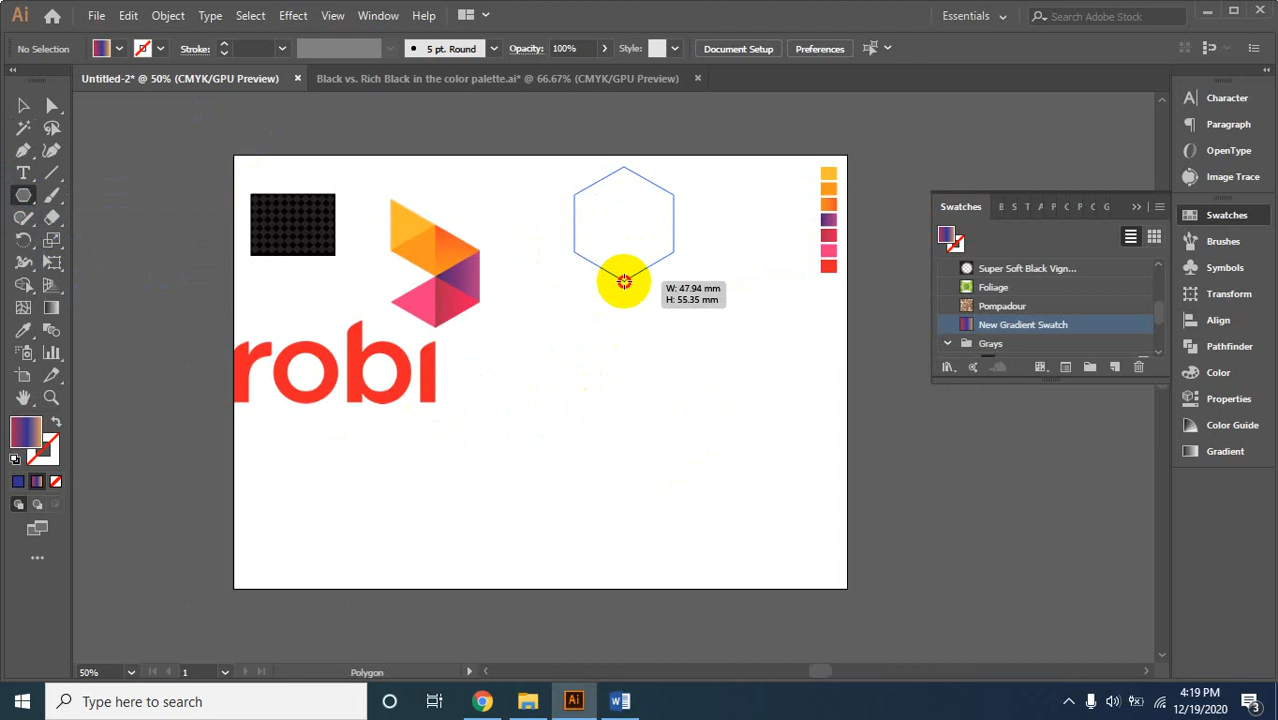 Ai File Edit Object Type Select Effect View Window Help Essentials Search Adobe Stock
No Selection Stroke: 5 pt. Round Opacity: 100% Style: Document Setup Preferences
Untitled-2* @ 50% (CMYK/GPU Preview) × Black vs. Rich Black in the color palette.ai* @ 66.67% (CMYK/GPU Preview) ×
Character
Paragraph
OpenType
Image Trace
Swatches B S T A P C P C G
Swatches
Brushes
Super Soft Black Vign...
Symbols
Foliage
W: 47.94 mm
H: 55.35 mm
Transform
Pompadour
New Gradient Swatch
Align
Grays
Pathfinder
robi
Color
Properties
Color Guide
Gradient
50% 1 Polygon
Type here to search
Ai
W
4:19 PM
12/19/2020
3